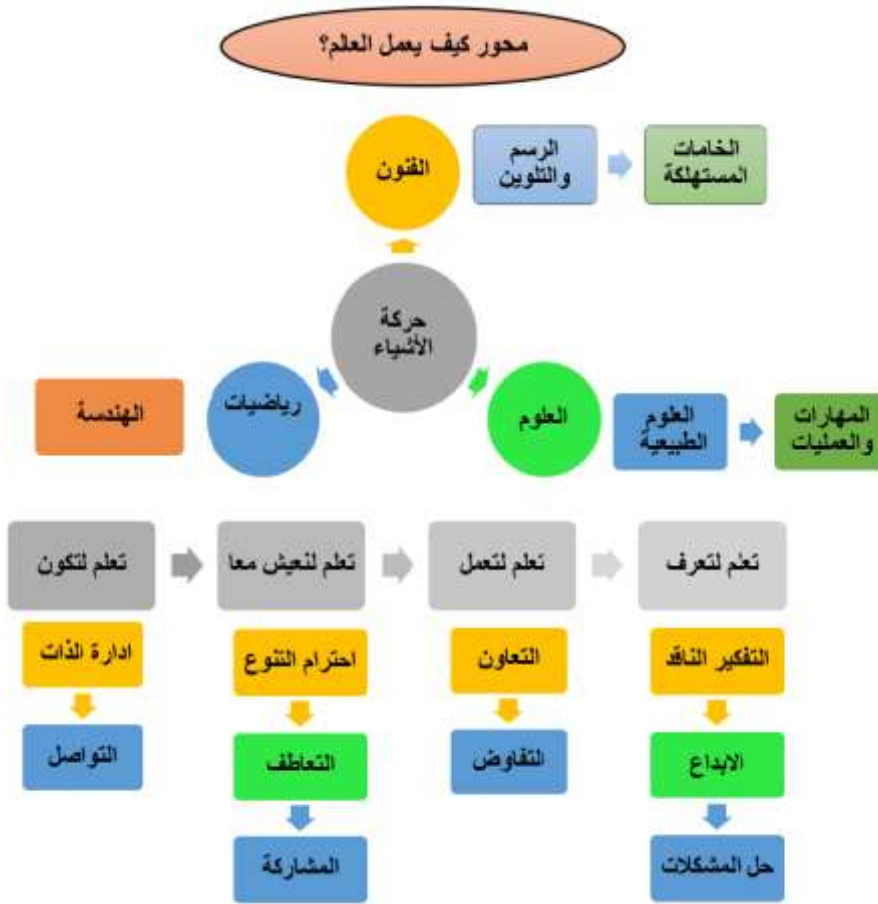 محور كيف يعمل العالم؟
الفنون
الرسم
والتلوين
الخامات
المستهلكة
حركة
الأشياء
العلوم
العلوم
الطبيعية
المهارات
والعمليات
رياضيات
الهندسة
تعلم لتعرف
تعلم لتعمل
تعلم لنعيش معا
تعلم لتكون
التفكير الناقد
الابداع
حل المشكلات
التعاون
التفاوض
احترام التنوع
التعاطف
المشاركة
ادارة الذات
التواصل